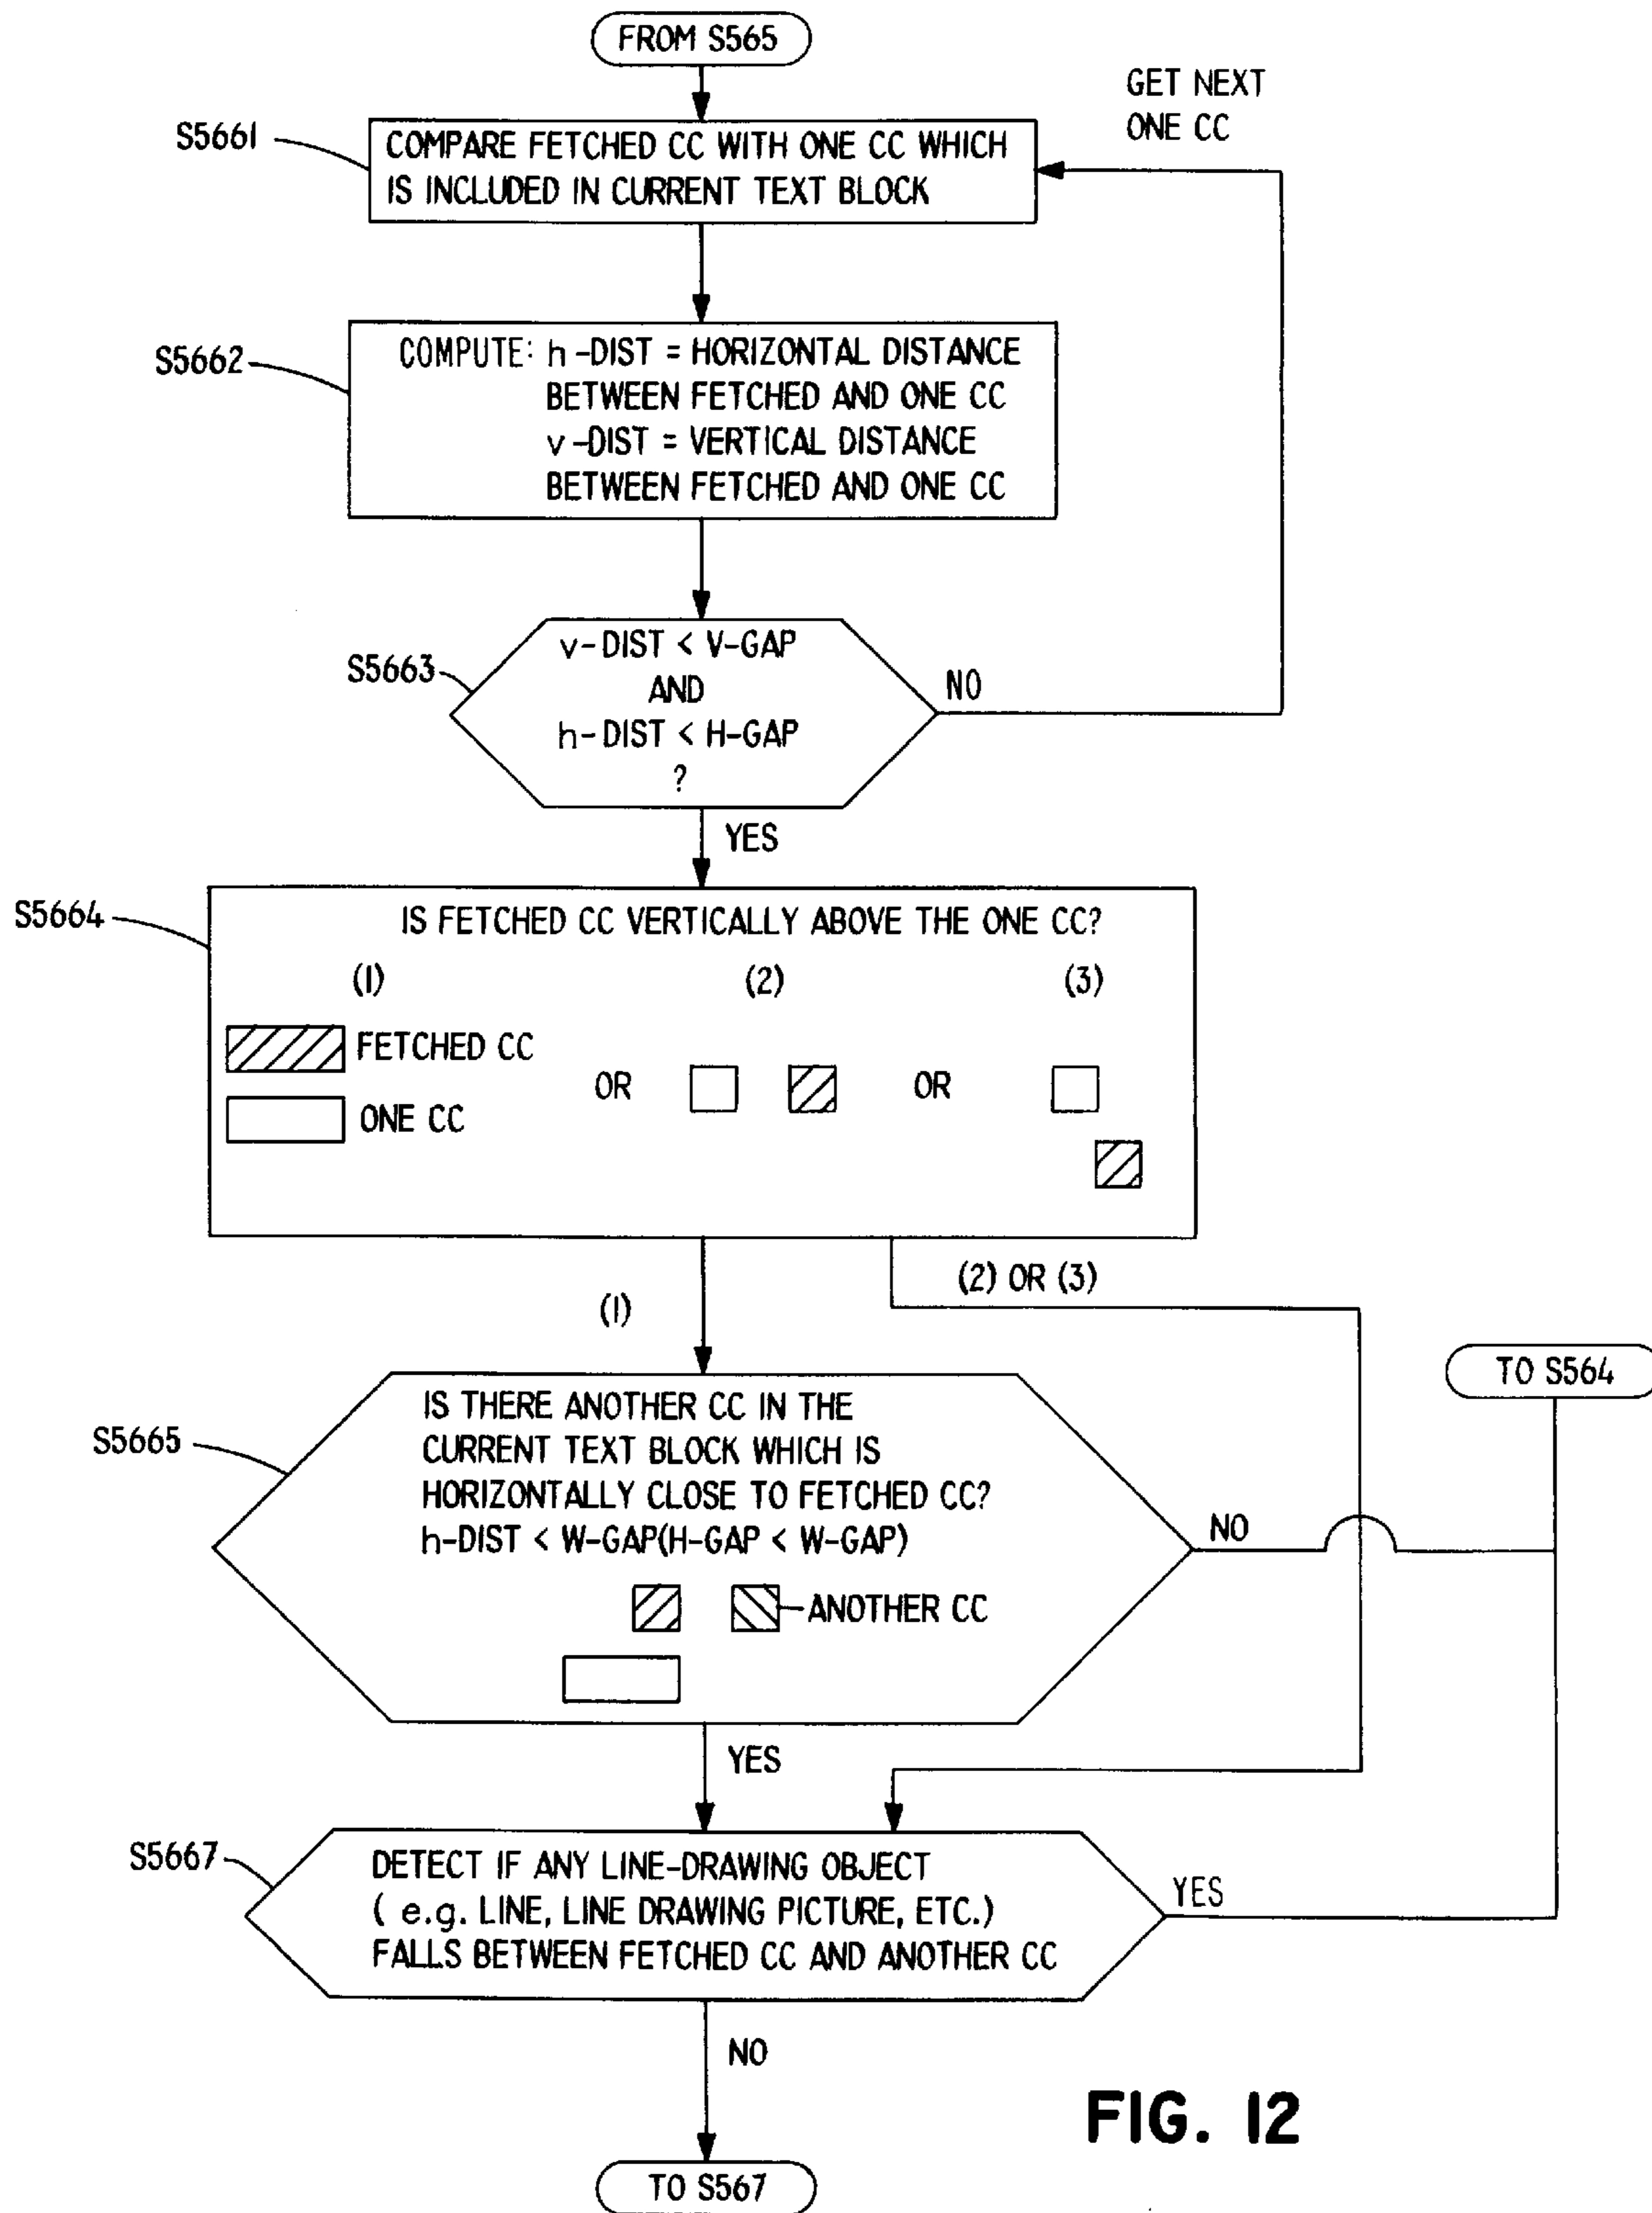 FROM S565
GET NEXT
ONE CC
S5661
COMPARE FETCHED CC WITH ONE CC WHICH
IS INCLUDED IN CURRENT TEXT BLOCK
S5662
COMPUTE: h-DIST = HORIZONTAL DISTANCE
BETWEEN FETCHED AND ONE CC
v-DIST = VERTICAL DISTANCE
BETWEEN FETCHED AND ONE CC
S5663
v-DIST < V-GAP
AND
h-DIST < H-GAP
?
NO
YES
S5664
IS FETCHED CC VERTICALLY ABOVE THE ONE CC?
(1) (2) (3)
FETCHED CC
OR OR
ONE CC
(1)
(2) OR (3)
TO S564
S5665
IS THERE ANOTHER CC IN THE
CURRENT TEXT BLOCK WHICH IS
HORIZONTALLY CLOSE TO FETCHED CC?
h-DIST < W-GAP(H-GAP < W-GAP)
NO
ANOTHER CC
YES
S5667
DETECT IF ANY LINE-DRAWING OBJECT
( e.g. LINE, LINE DRAWING PICTURE, ETC.)
FALLS BETWEEN FETCHED CC AND ANOTHER CC
YES
NO
FIG. 12
TO S567